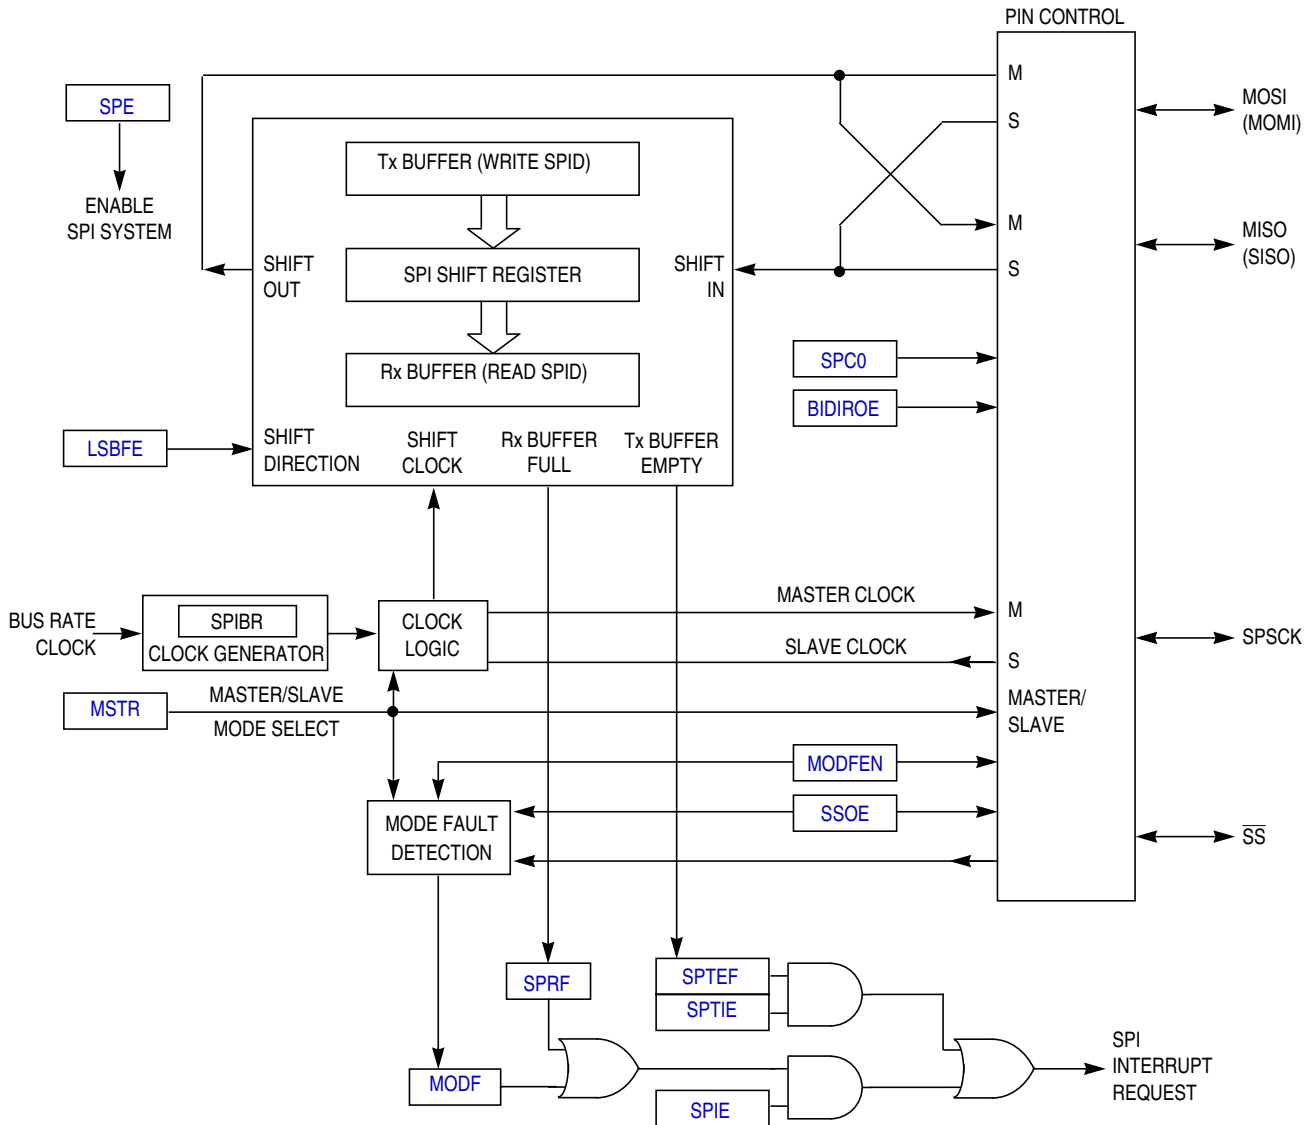 PIN CONTROL
M
MOSI
(MOMI)
SPE
S
Tx BUFFER (WRITE SPID)
ENABLE
SPI SYSTEM
M
MISO
(SISO)
SHIFT
OUT
SPI SHIFT REGISTER
SHIFT
IN
S
SPC0
Rx BUFFER (READ SPID)
BIDIROE
LSBFE
SHIFT
DIRECTION
SHIFT
CLOCK
Rx BUFFER
FULL
Tx BUFFER
EMPTY
MASTER CLOCK
M
BUS RATE
CLOCK
SPIBR
CLOCK GENERATOR
CLOCK
LOGIC
SLAVE CLOCK
S
SPSCK
MSTR
MASTER/SLAVE
MODE SELECT
MASTER/
SLAVE
MODFEN
SSOE
MODE FAULT
DETECTION
SS
SPRF
SPTEF
SPTIE
SPI
INTERRUPT
REQUEST
MODF
SPIE